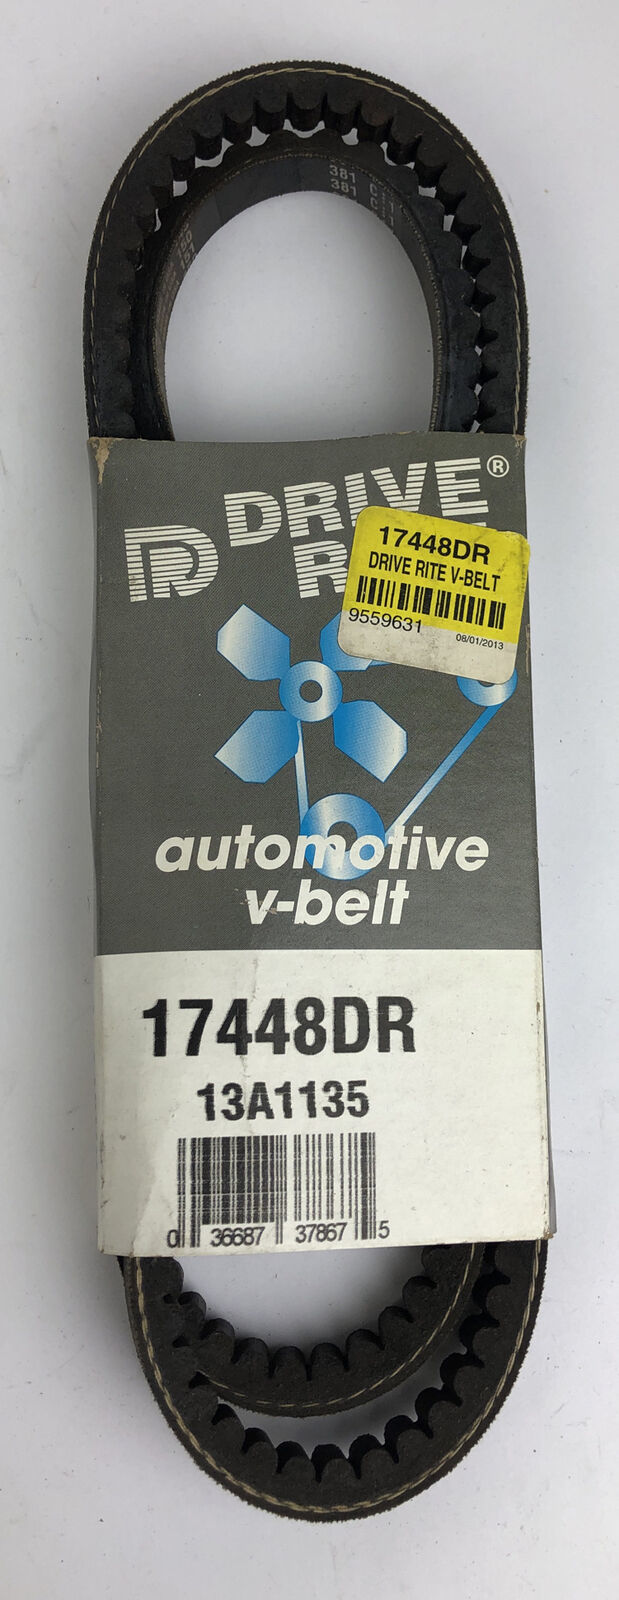 381 C
381 C
DR
DRIVE®
17448DR
DRIVE RITE V-BELT
9559631
08/01/2013
automotive
v-belt
17448DR
13A1135
0 36687 37867 5